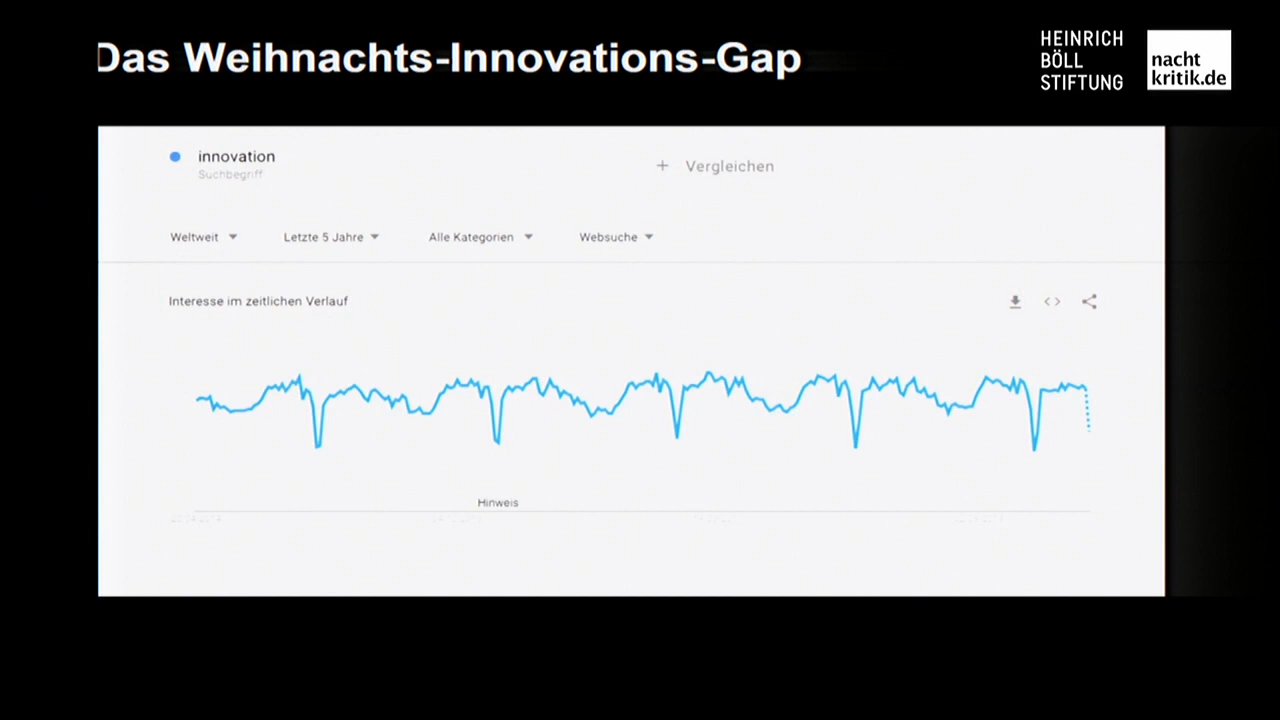 Das Weihnachts-Innovations-Gap
HEINRICH
BÖLL
STIFTUNG
nacht
kritik.de
innovation
Suchbegriff
+ Vergleichen
Weltweit
Letzte 5 Jahre
Alle Kategorien
Websuche
Interesse im zeitlichen Verlauf
Hinweis